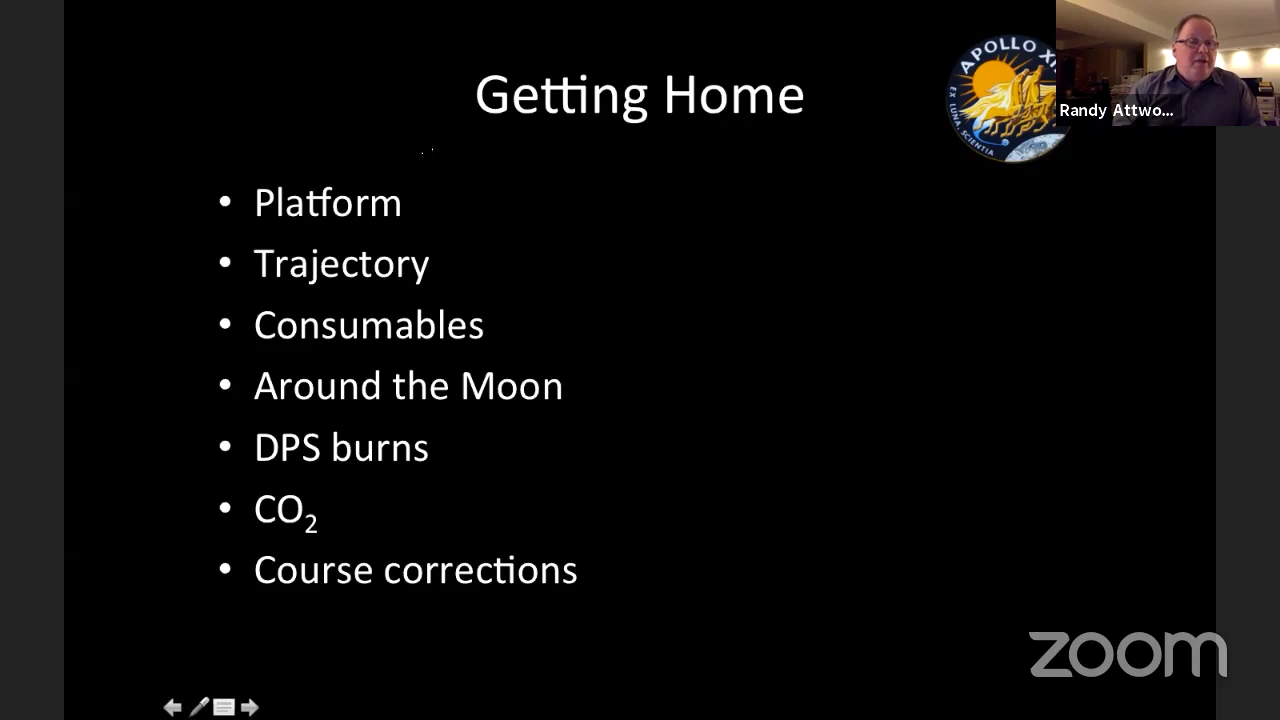 Getting Home
APOLLO XI
EX LUNA, SCIENTIA
Randy Attwo...
• Platform
• Trajectory
• Consumables
• Around the Moon
• DPS burns
• CO₂
• Course corrections
zoom